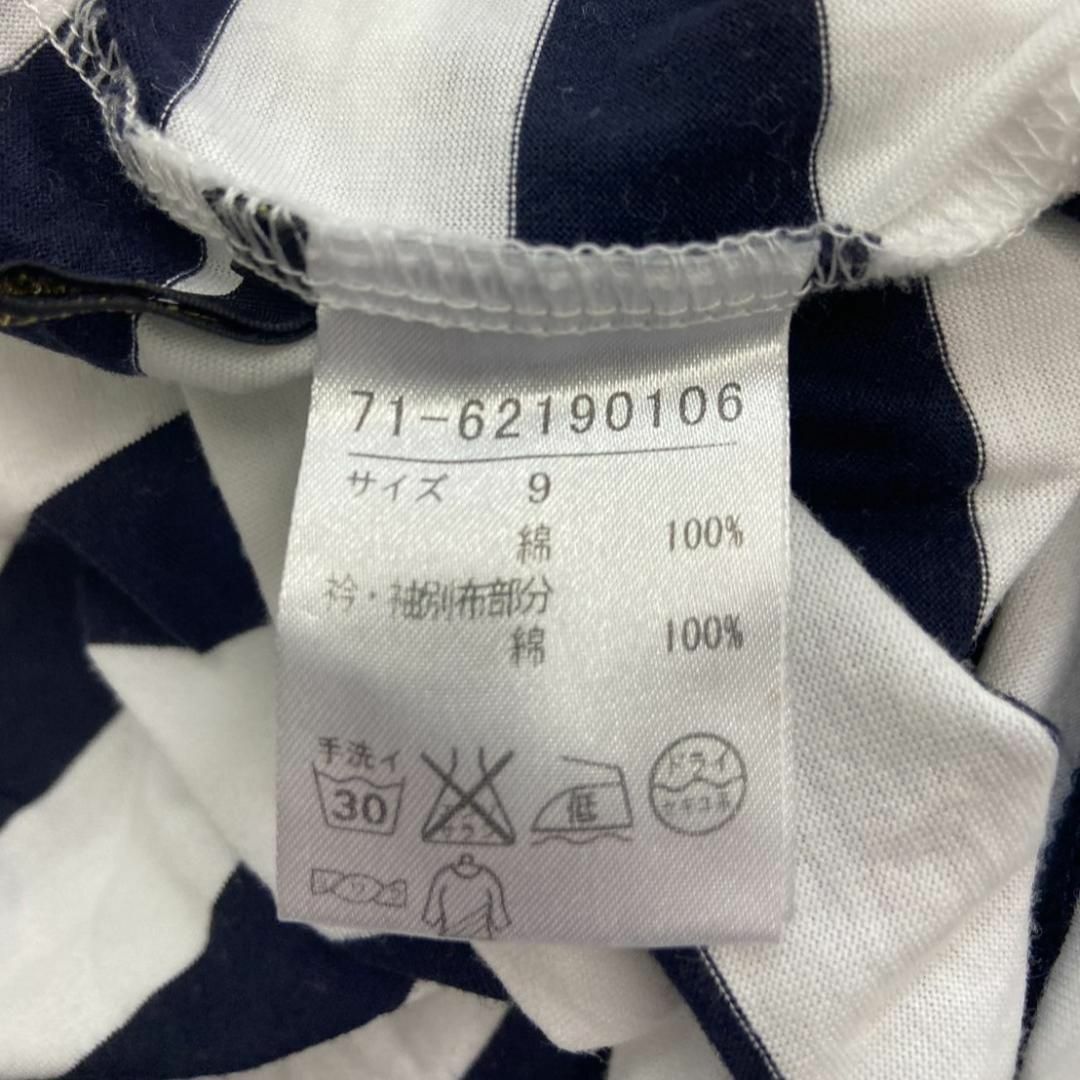 71-62190106
サイズ 9
綿 100%
衿・袖別布部分
綿 100%
手洗イ
30
低
ドライ